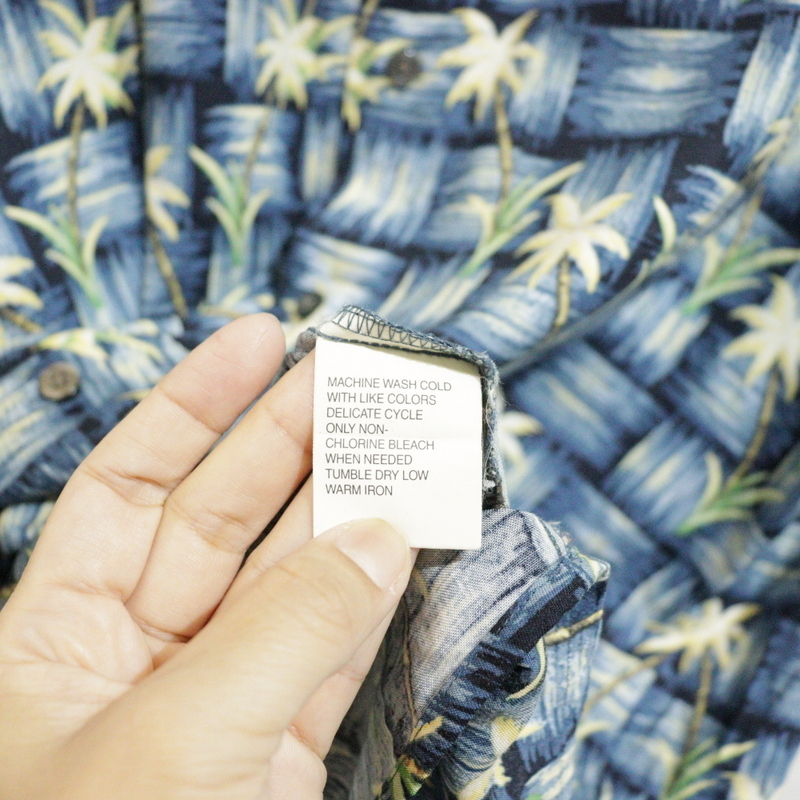 MACHINE WASH COLD
WITH LIKE COLORS
DELICATE CYCLE
ONLY NON-
CHLORINE BLEACH
WHEN NEEDED
TUMBLE DRY LOW
WARM IRON